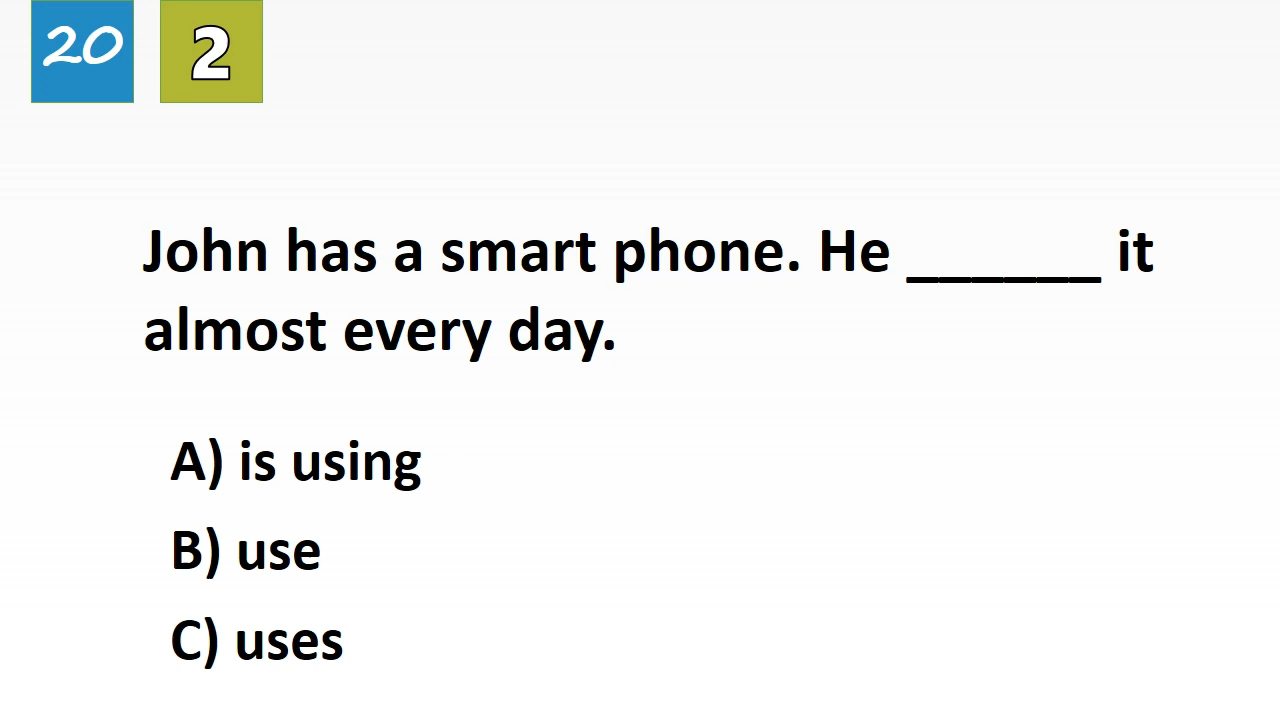 20 2
John has a smart phone. He ______ it
almost every day.
A) is using
B) use
C) uses